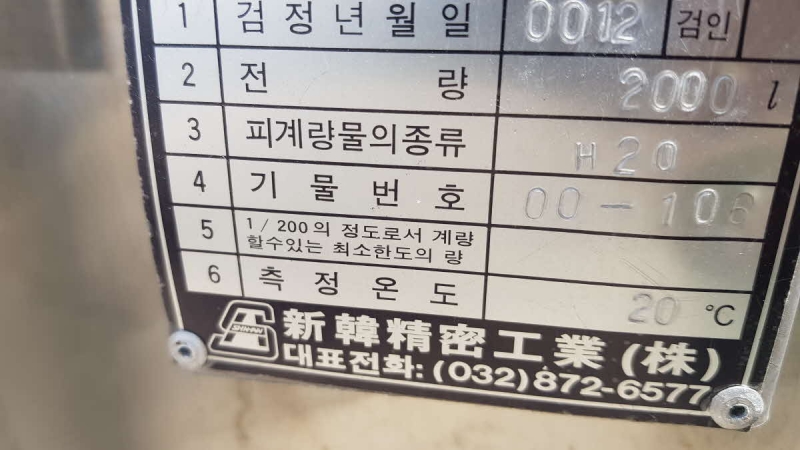 1 검정년월일 0012 검인
2 전 량 2000 l
3 피계량물의종류 H20
4 기물번호 00-106
5 1/200의 정도로서 계량
할수있는 최소한도의 량
6 측정온도 20 ℃
SHINHAN
新韓精密工業(株)
대표전화: (032)872-6577